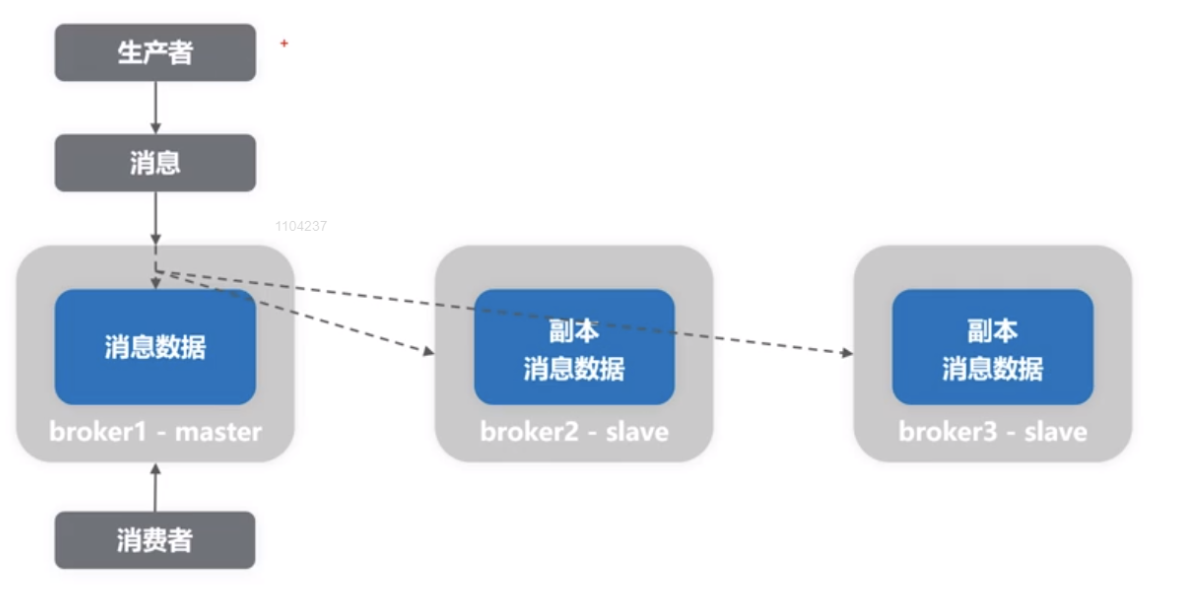 生产者
消息
1104237
消息数据
broker1 - master
副本
消息数据
broker2 - slave
副本
消息数据
broker3 - slave
消费者